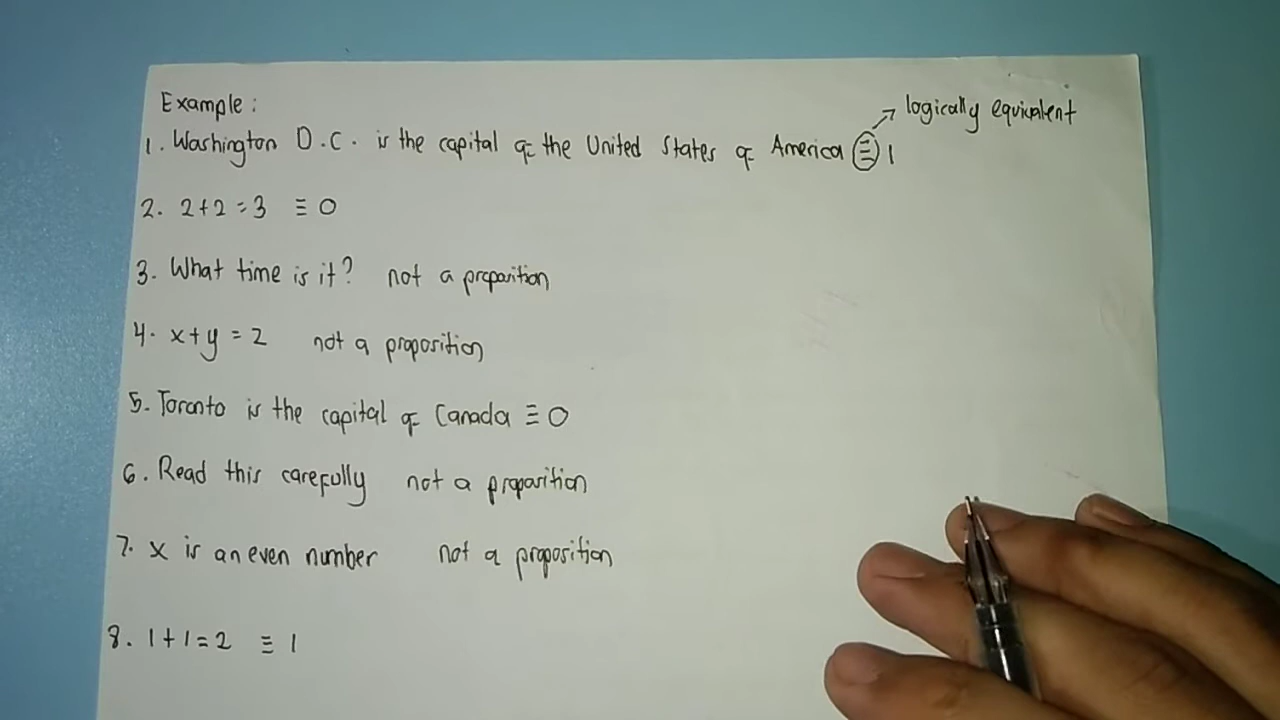 Example:
logically equivalent
1. Washington D.C. is the capital of the United States of America ≡ 1
2. 2+2=3 ≡ 0
3. What time is it? not a proposition
4. x+y=2 not a proposition
5. Toronto is the capital of Canada ≡ 0
6. Read this carefully not a proposition
7. x is an even number not a proposition
8. 1+1=2 ≡ 1